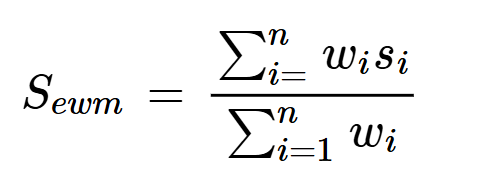 S_{ewm} = \frac{\sum_{i=}^{n} w_i s_i}{\sum_{i=1}^{n} w_i}